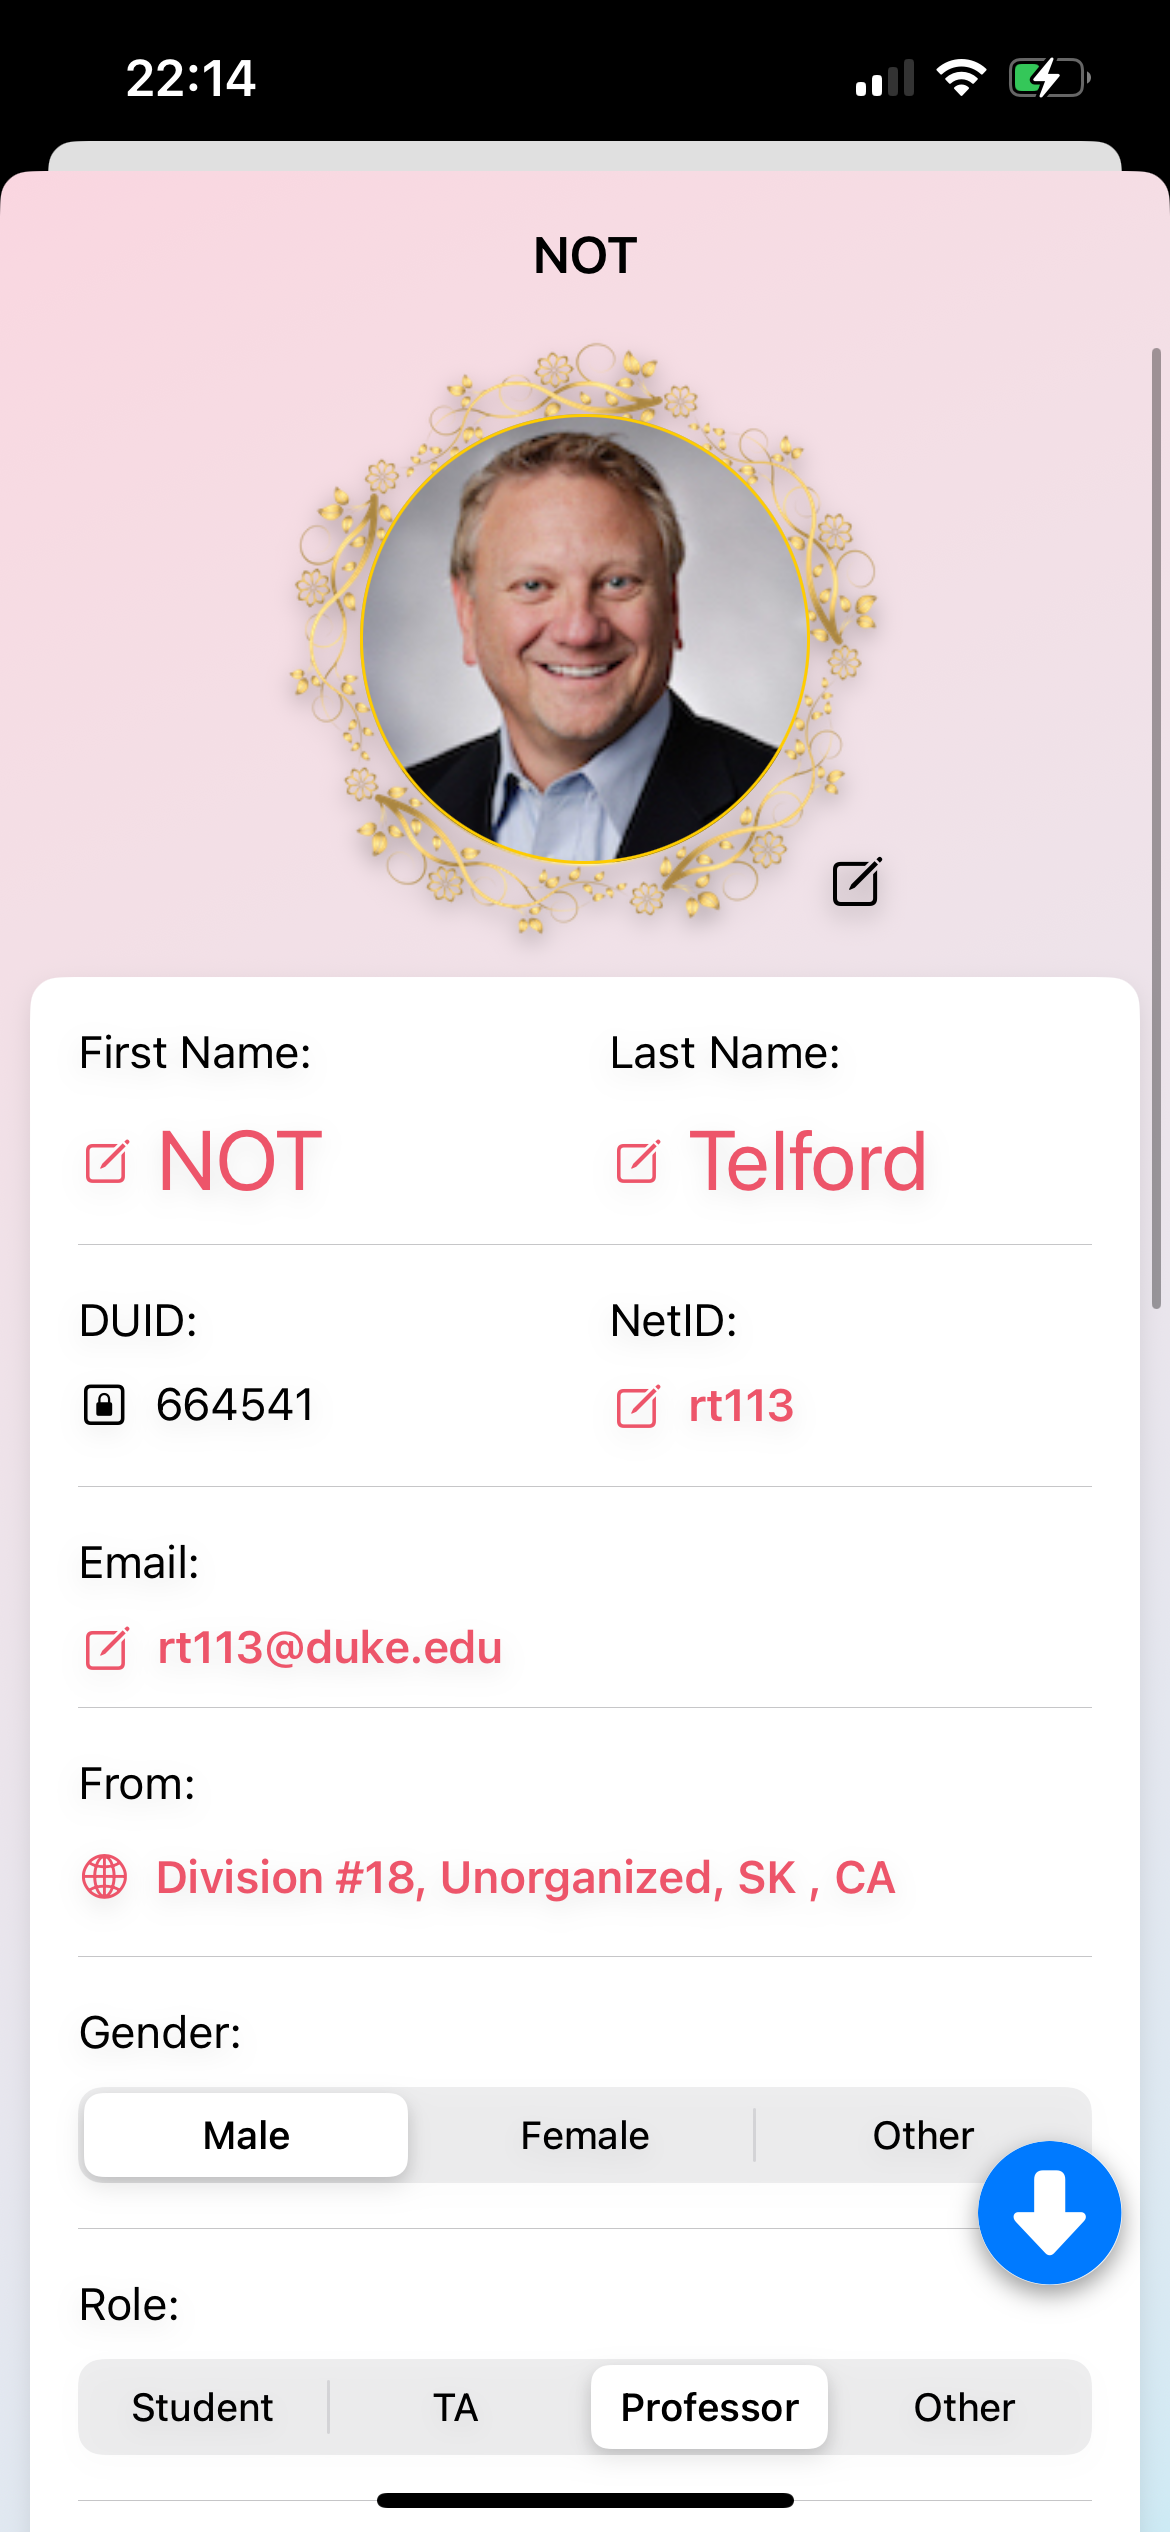 22:14
NOT
First Name: Last Name:
NOT Telford
DUID: NetID:
664541 rt113
Email:
rt113@duke.edu
From:
Division #18, Unorganized, SK , CA
Gender:
Male Female Other
Role:
Student TA Professor Other